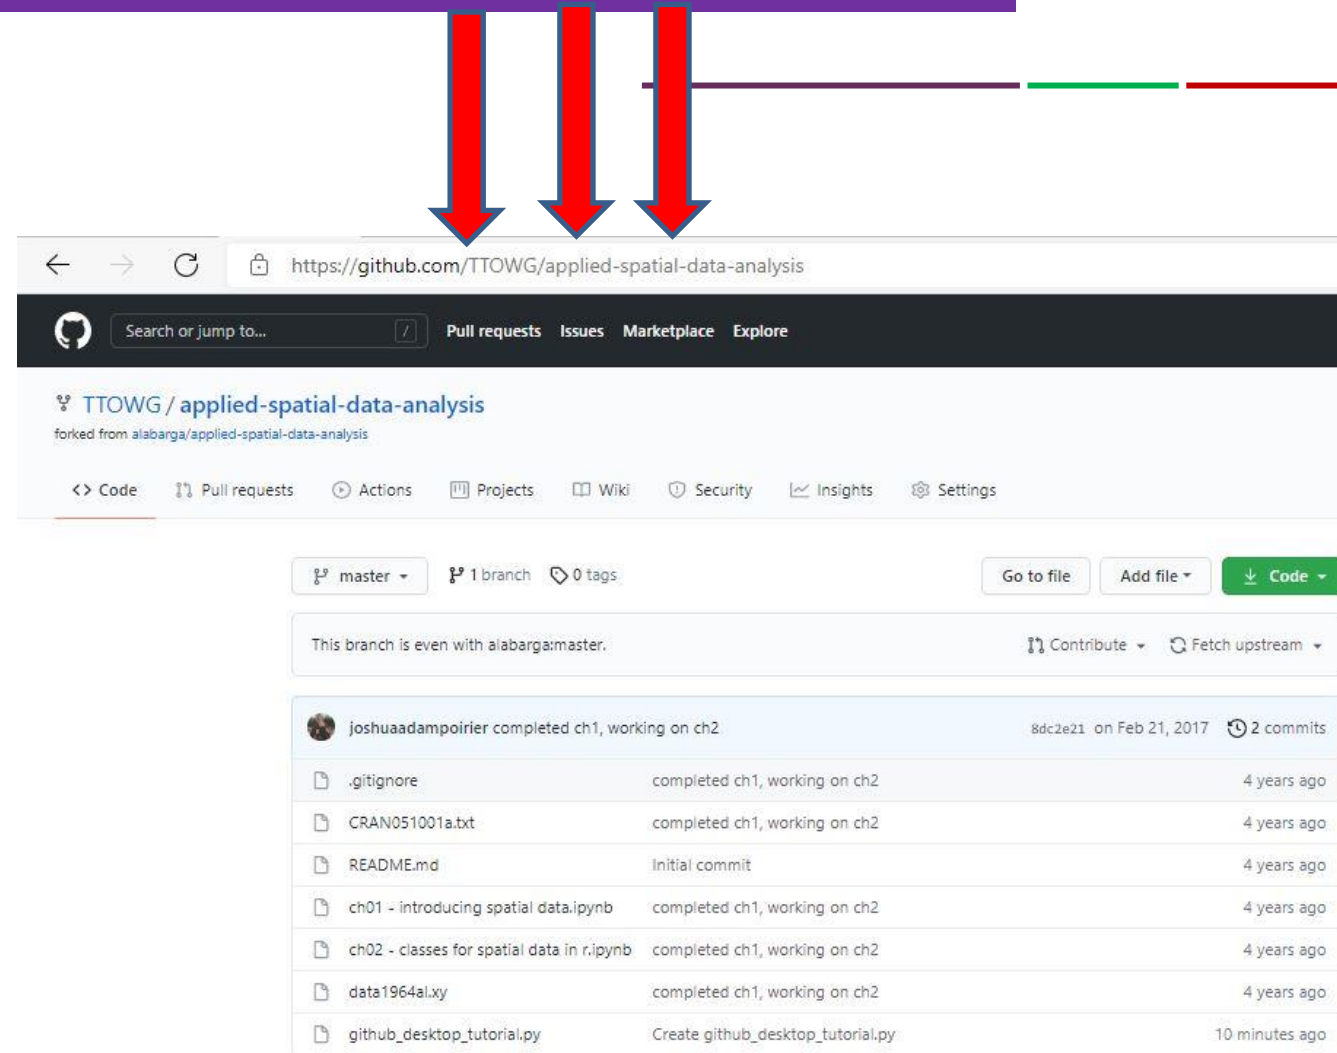 https://github.com/TTOWG/applied-spatial-data-analysis
Search or jump to... / Pull requests Issues Marketplace Explore
TTOWG / applied-spatial-data-analysis
forked from alabarga/applied-spatial-data-analysis
<> Code Pull requests Actions Projects Wiki Security Insights Settings
master 1 branch 0 tags Go to file Add file Code
This branch is even with alabarga:master. Contribute Fetch upstream
joshuaadampoirier completed ch1, working on ch2 8dc2e21 on Feb 21, 2017 2 commits
.gitignore completed ch1, working on ch2 4 years ago
CRAN051001a.txt completed ch1, working on ch2 4 years ago
README.md Initial commit 4 years ago
ch01 - introducing spatial data.ipynb completed ch1, working on ch2 4 years ago
ch02 - classes for spatial data in r.ipynb completed ch1, working on ch2 4 years ago
data1964al.xy completed ch1, working on ch2 4 years ago
github_desktop_tutorial.py Create github_desktop_tutorial.py 10 minutes ago